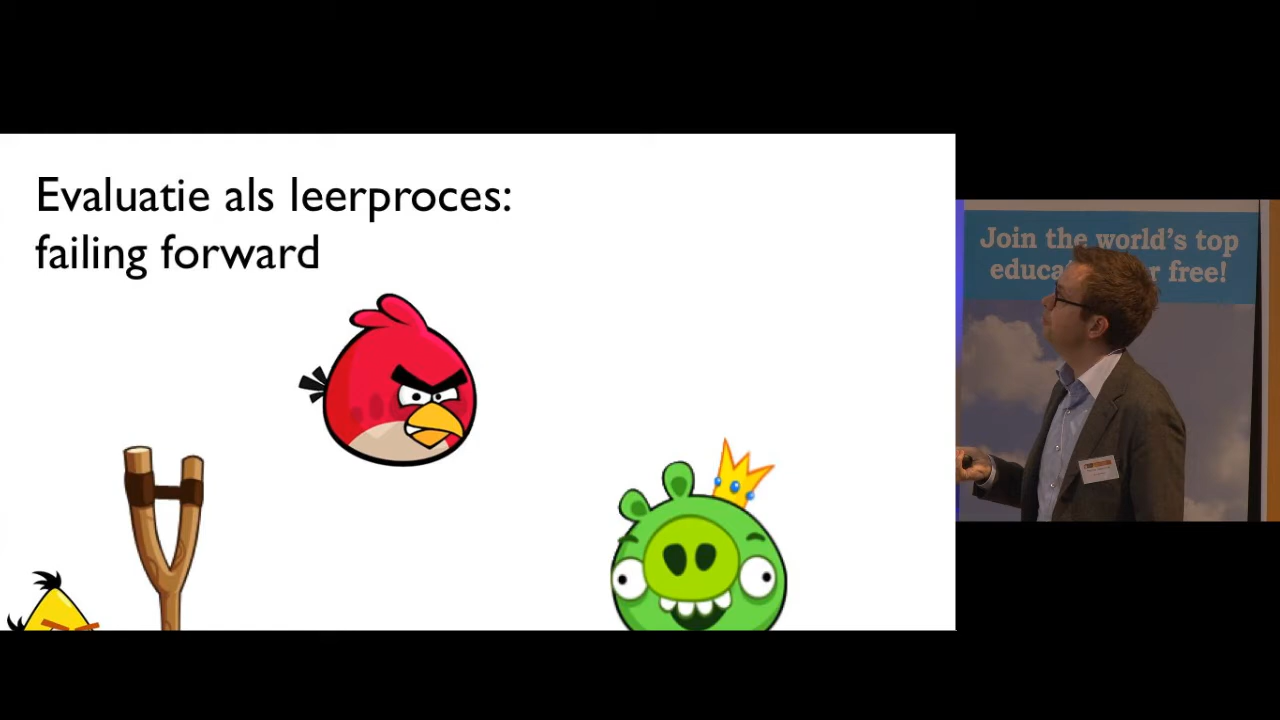 Evaluatie als leerproces:
failing forward
Join the world's top
educa r free!